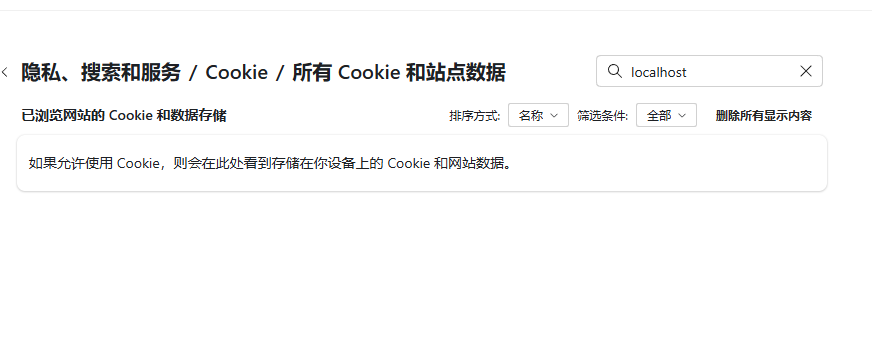 隐私、搜索和服务 / Cookie / 所有 Cookie 和站点数据 localhost
已浏览网站的 Cookie 和数据存储 排序方式: 名称 筛选条件: 全部 删除所有显示内容
如果允许使用 Cookie，则会在此处看到存储在你设备上的 Cookie 和网站数据。